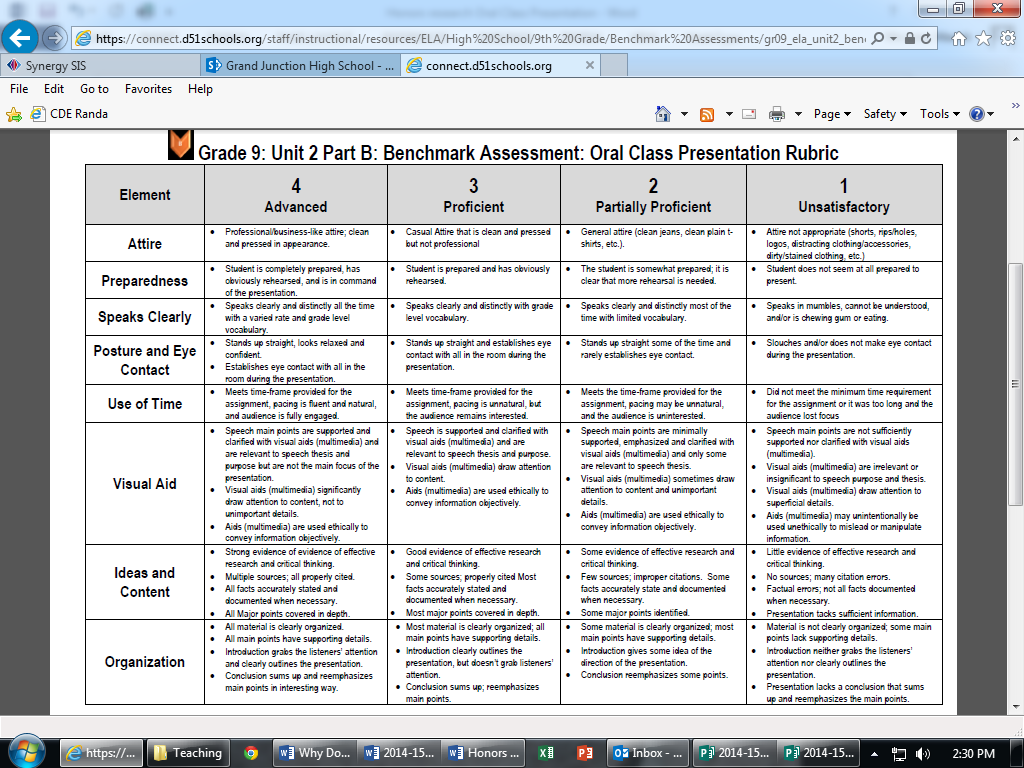 Honors research Oral Class Presentation - Word
https://connect.d51schools.org/staff/instructional/resources/ELA/High%20School/9th%20Grade/Benchmark%20Assessments/gr09_ela_unit2_ben
Synergy SIS
Grand Junction High School - ...
connect.d51schools.org
File Edit Go to Favorites Help
CDE Randa
Page Safety Tools
Grade 9: Unit 2 Part B: Benchmark Assessment: Oral Class Presentation Rubric
Element
4
Advanced
3
Proficient
2
Partially Proficient
1
Unsatisfactory
Attire
• Professional/business-like attire; clean
and pressed in appearance.
• Casual Attire that is clean and pressed
but not professional
• General attire (clean jeans, clean plain t-
shirts, etc.).
• Attire not appropriate (shorts, rips/holes,
logos, distracting clothing/accessories,
dirty/stained clothing, etc.)
Preparedness
• Student is completely prepared, has
obviously rehearsed, and is in command
of the presentation.
• Student is prepared and has obviously
rehearsed.
• The student is somewhat prepared; it is
clear that more rehearsal is needed.
• Student does not seem at all prepared to
present.
Speaks Clearly
• Speaks clearly and distinctly all the time
with a varied rate and grade level
vocabulary.
• Speaks clearly and distinctly with grade
level vocabulary.
• Speaks clearly and distinctly most of the
time with limited vocabulary.
• Speaks in mumbles, cannot be understood,
and/or is chewing gum or eating.
Posture and Eye
Contact
• Stands up straight, looks relaxed and
confident.
• Establishes eye contact with all in the
room during the presentation.
• Stands up straight and establishes eye
contact with all in the room during the
presentation.
• Stands up straight some of the time and
rarely establishes eye contact.
• Slouches and/or does not make eye contact
during the presentation.
Use of Time
• Meets time-frame provided for the
assignment, pacing is fluent and natural,
and audience is fully engaged.
• Meets time-frame provided for the
assignment, pacing is unnatural, but
the audience remains interested.
• Meets the time-frame provided for the
assignment, pacing may be unnatural,
and the audience is uninterested.
• Did not meet the minimum time requirement
for the assignment or it was too long and the
audience lost focus
Visual Aid
• Speech main points are supported and
clarified with visual aids (multimedia) and
are relevant to speech thesis and
purpose but are not the main focus of the
presentation.
• Visual aids (multimedia) significantly
draw attention to content, not to
unimportant details.
• Aids (multimedia) are used ethically to
convey information objectively.
• Speech is supported and clarified with
visual aids (multimedia) and are
relevant to speech thesis and purpose.
• Visual aids (multimedia) draw attention
to content.
• Aids (multimedia) are used ethically to
convey information objectively.
• Speech main points are minimally
supported, emphasized and clarified with
visual aids (multimedia) and only some
are relevant to speech thesis.
• Visual aids (multimedia) sometimes draw
attention to content and unimportant
details.
• Aids (multimedia) are used ethically to
convey information objectively.
• Speech main points are not sufficiently
supported nor clarified with visual aids
(multimedia).
• Visual aids (multimedia) are irrelevant or
insignificant to speech purpose and thesis.
• Visual aids (multimedia) draw attention to
superficial details.
• Aids (multimedia) may unintentionally be
used unethically to mislead or manipulate
information.
Ideas and
Content
• Strong evidence of evidence of effective
research and critical thinking.
• Multiple sources; all properly cited.
• All facts accurately stated and
documented when necessary.
• All Major points covered in depth.
• Good evidence of effective research
and critical thinking.
• Some sources; properly cited Most
facts accurately stated and
documented when necessary.
• Most major points covered in depth.
• Some evidence of effective research and
critical thinking.
• Few sources; improper citations. Some
facts accurately state and documented
when necessary.
• Some major points identified.
• Little evidence of effective research and
critical thinking.
• No sources; many citation errors.
• Factual errors; not all facts documented
when necessary.
• Presentation tacks sufficient information.
Organization
• All material is clearly organized.
• All main points have supporting details.
• Introduction grabs the listeners' attention
and clearly outlines the presentation.
• Conclusion sums up and reemphasizes
main points in interesting way.
• Most material is clearly organized; all
main points have supporting details.
• Introduction clearly outlines the
presentation, but doesn't grab listeners'
attention.
• Conclusion sums up; reemphasizes
main points.
• Some material is clearly organized; most
main points have supporting details.
• Introduction gives some idea of the
direction of the presentation.
• Conclusion reemphasizes some points.
• Material is not clearly organized; some main
points lack supporting details.
• Introduction neither grabs the listeners'
attention nor clearly outlines the
presentation.
• Presentation lacks a conclusion that sums
up and reemphasizes the main points.
https://...
Teaching
Why Do...
2014-15...
Honors ...
Inbox - ...
2014-15...
2014-15...
2:30 PM